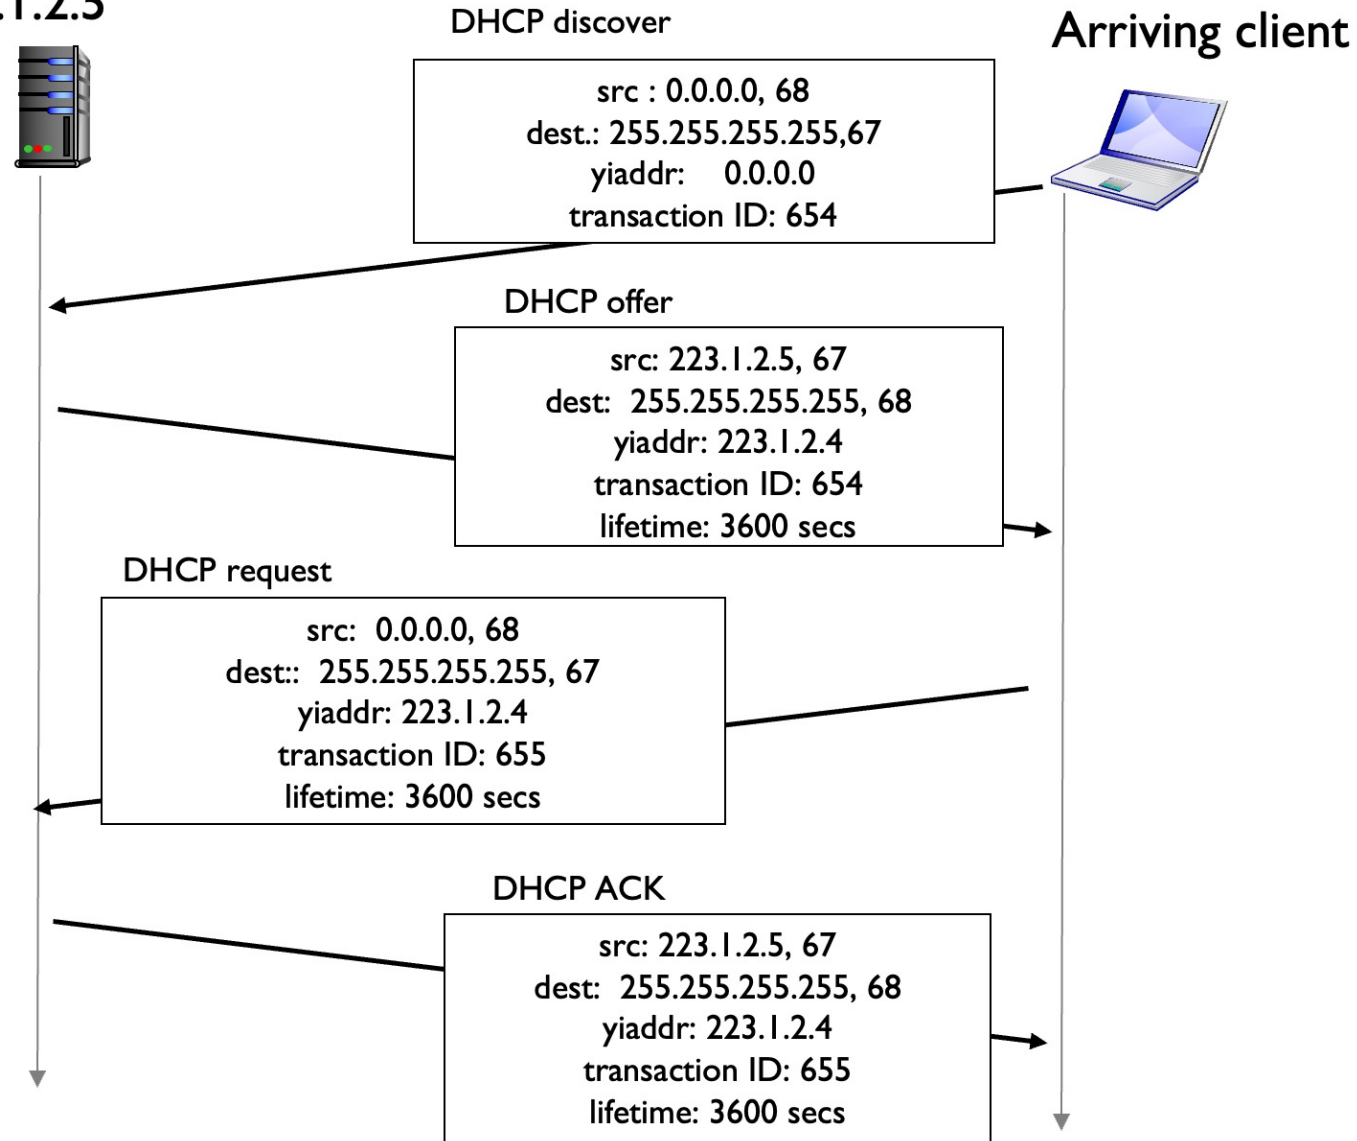 .1.2.5
DHCP discover
Arriving client
src : 0.0.0.0, 68
dest.: 255.255.255.255,67
yiaddr: 0.0.0.0
transaction ID: 654
DHCP offer
src: 223.1.2.5, 67
dest: 255.255.255.255, 68
yiaddr: 223.1.2.4
transaction ID: 654
lifetime: 3600 secs
DHCP request
src: 0.0.0.0, 68
dest:: 255.255.255.255, 67
yiaddr: 223.1.2.4
transaction ID: 655
lifetime: 3600 secs
DHCP ACK
src: 223.1.2.5, 67
dest: 255.255.255.255, 68
yiaddr: 223.1.2.4
transaction ID: 655
lifetime: 3600 secs